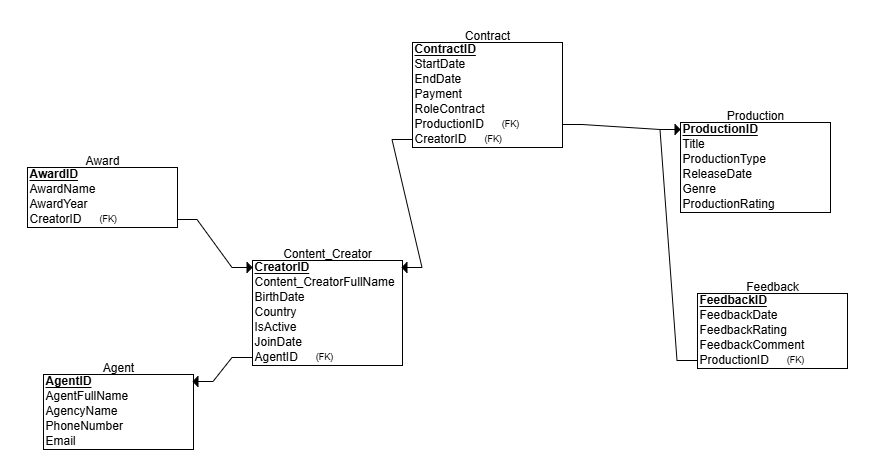 Contract
ContractID
StartDate
EndDate
Payment
RoleContract
ProductionID (FK)
CreatorID (FK)
Production
ProductionID
Title
ProductionType
ReleaseDate
Genre
ProductionRating
Award
AwardID
AwardName
AwardYear
CreatorID (FK)
Content_Creator
CreatorID
Content_CreatorFullName
BirthDate
Country
IsActive
JoinDate
AgentID (FK)
Feedback
FeedbackID
FeedbackDate
FeedbackRating
FeedbackComment
ProductionID (FK)
Agent
AgentID
AgentFullName
AgencyName
PhoneNumber
Email